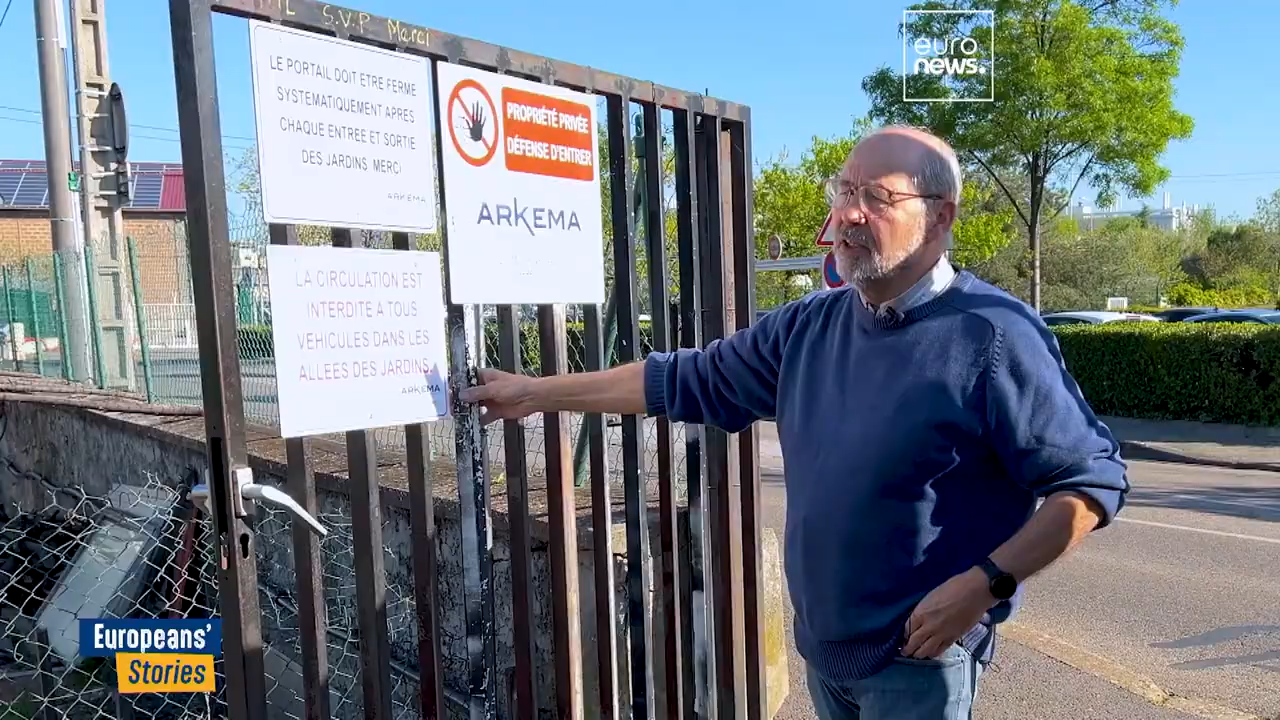 IL S.V.P Merci
LE PORTAIL DOIT ETRE FERME
SYSTEMATIQUEMENT APRES
CHAQUE ENTREE ET SORTIE
DES JARDINS MERCI
ARKEMA
PROPRIÉTÉ PRIVÉE
DÉFENSE D'ENTRER
ARKEMA
LA CIRCULATION EST
INTERDITE A TOUS
VEHICULES DANS LES
ALLEES DES JARDINS.
ARKEMA
euro
news.
Europeans'
Stories